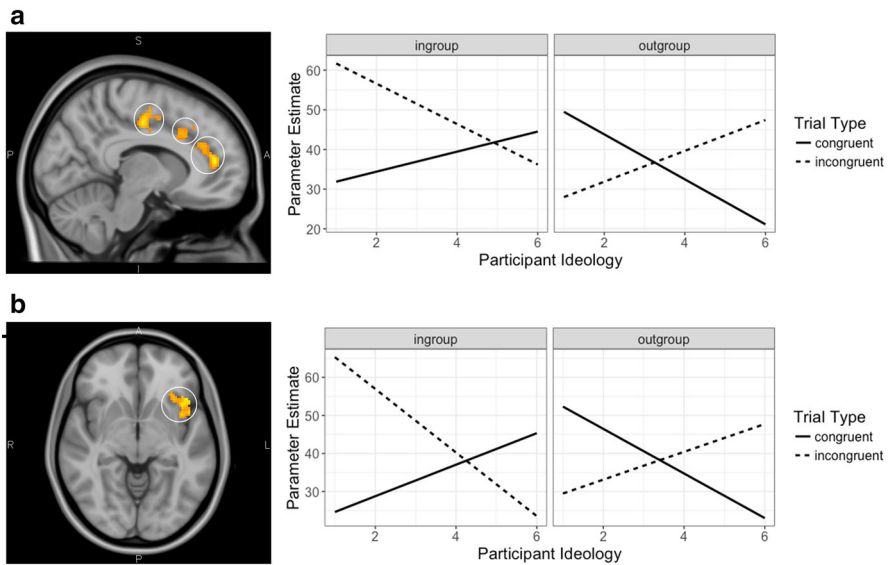 a
S
P
A
I
ingroup
outgroup
Parameter Estimate
60
50
40
30
20
2
4
6
2
4
6
Participant Ideology
Trial Type
congruent
incongruent
b
A
R
L
P
ingroup
outgroup
Parameter Estimate
60
50
40
30
2
4
6
2
4
6
Participant Ideology
Trial Type
congruent
incongruent